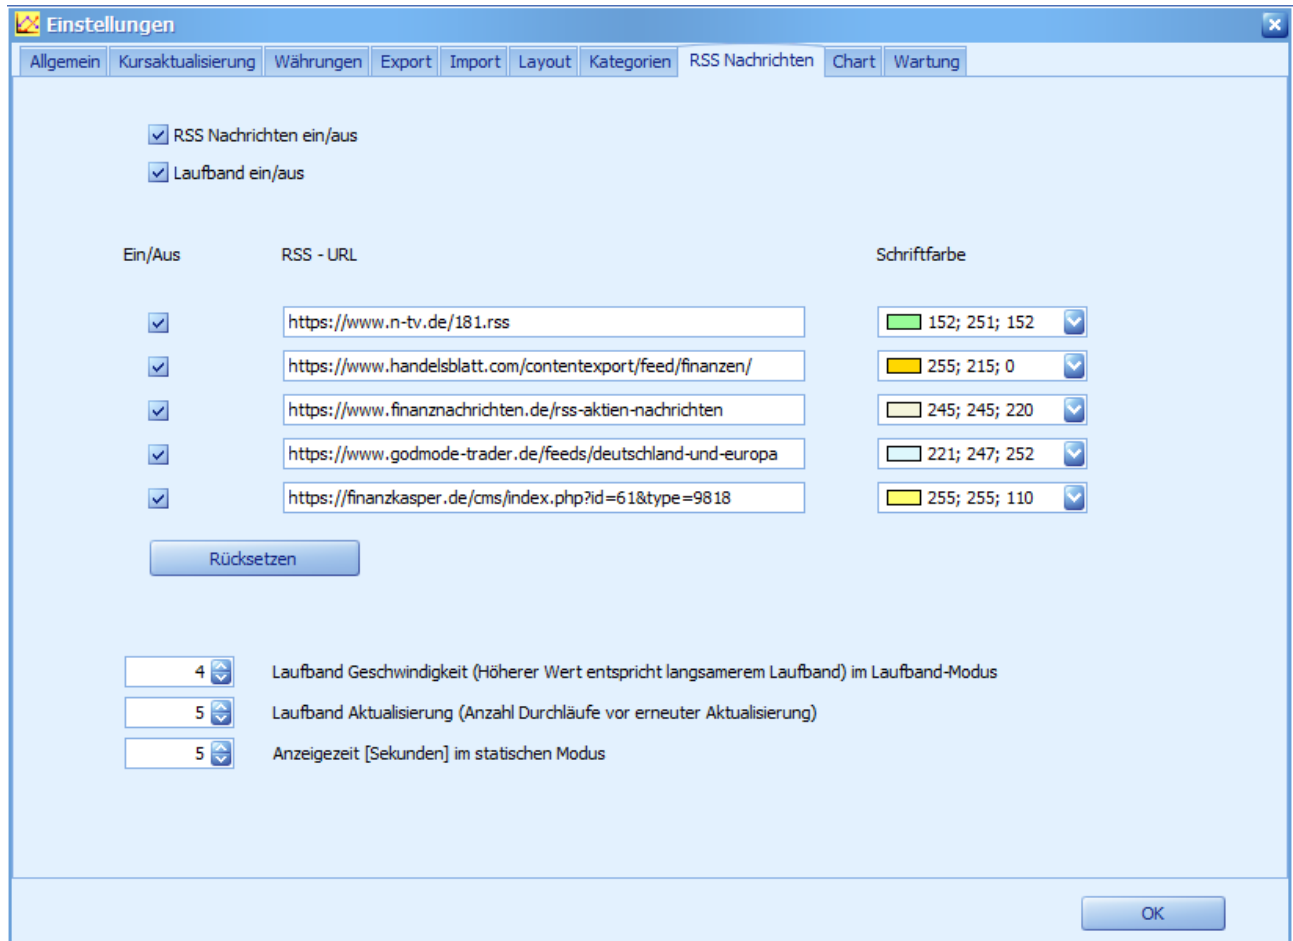 Einstellungen
Allgemein Kursaktualisierung Währungen Export Import Layout Kategorien RSS Nachrichten Chart Wartung
RSS Nachrichten ein/aus
Laufband ein/aus
Ein/Aus RSS - URL Schriftfarbe
https://www.n-tv.de/181.rss 152; 251; 152
https://www.handelsblatt.com/contentexport/feed/finanzen/ 255; 215; 0
https://www.finanznachrichten.de/rss-aktien-nachrichten 245; 245; 220
https://www.godmode-trader.de/feeds/deutschland-und-europa 221; 247; 252
https://finanzkasper.de/cms/index.php?id=61&type=9818 255; 255; 110
Rücksetzen
4 Laufband Geschwindigkeit (Höherer Wert entspricht langsamerem Laufband) im Laufband-Modus
5 Laufband Aktualisierung (Anzahl Durchläufe vor erneuter Aktualisierung)
5 Anzeigezeit [Sekunden] im statischen Modus
OK